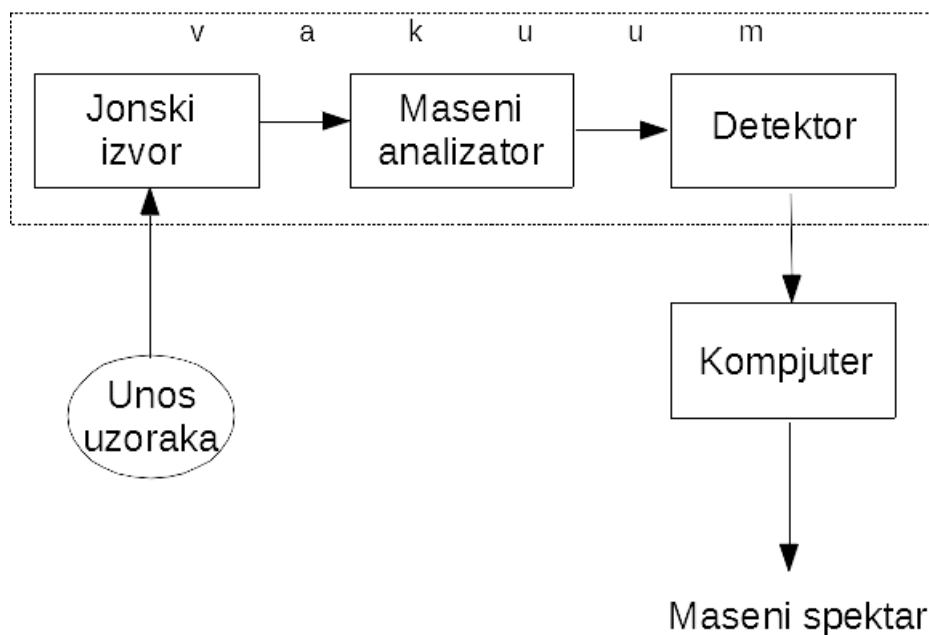 v a k u u m
Jonski
izvor
Maseni
analizator
Detektor
Kompjuter
Unos
uzoraka
Maseni spektar